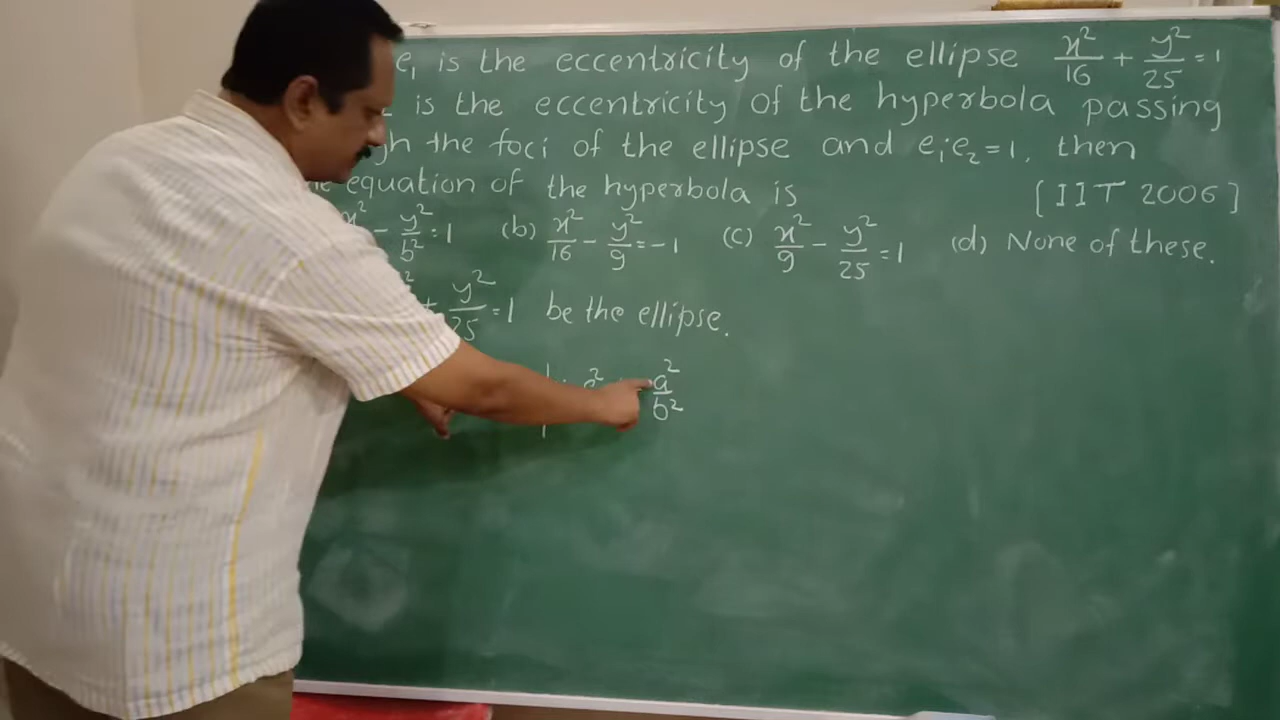 e₁ is the eccentricity of the ellipse x²/16 + y²/25 = 1
is the eccentricity of the hyperbola passing
the foci of the ellipse and e₁e₂=1, then
equation of the hyperbola is [IIT 2006]
x² - y²/b² = 1 (b) x²/16 - y²/9 = -1 (c) x²/9 - y²/25 = 1 (d) None of these.
+ y²/25 = 1 be the ellipse.
a²/b²